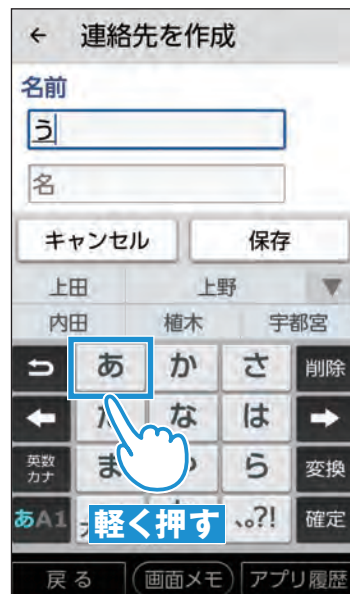 ← 連絡先を作成
名前
う
名
キャンセル 保存
上田 上野 ▼
内田 植木 宇都宮
あ か さ 削除
な は
英数
カナ
ま ら 変換
あA1 、。?! 確定
軽く押す
戻る 画面メモ アプリ履歴